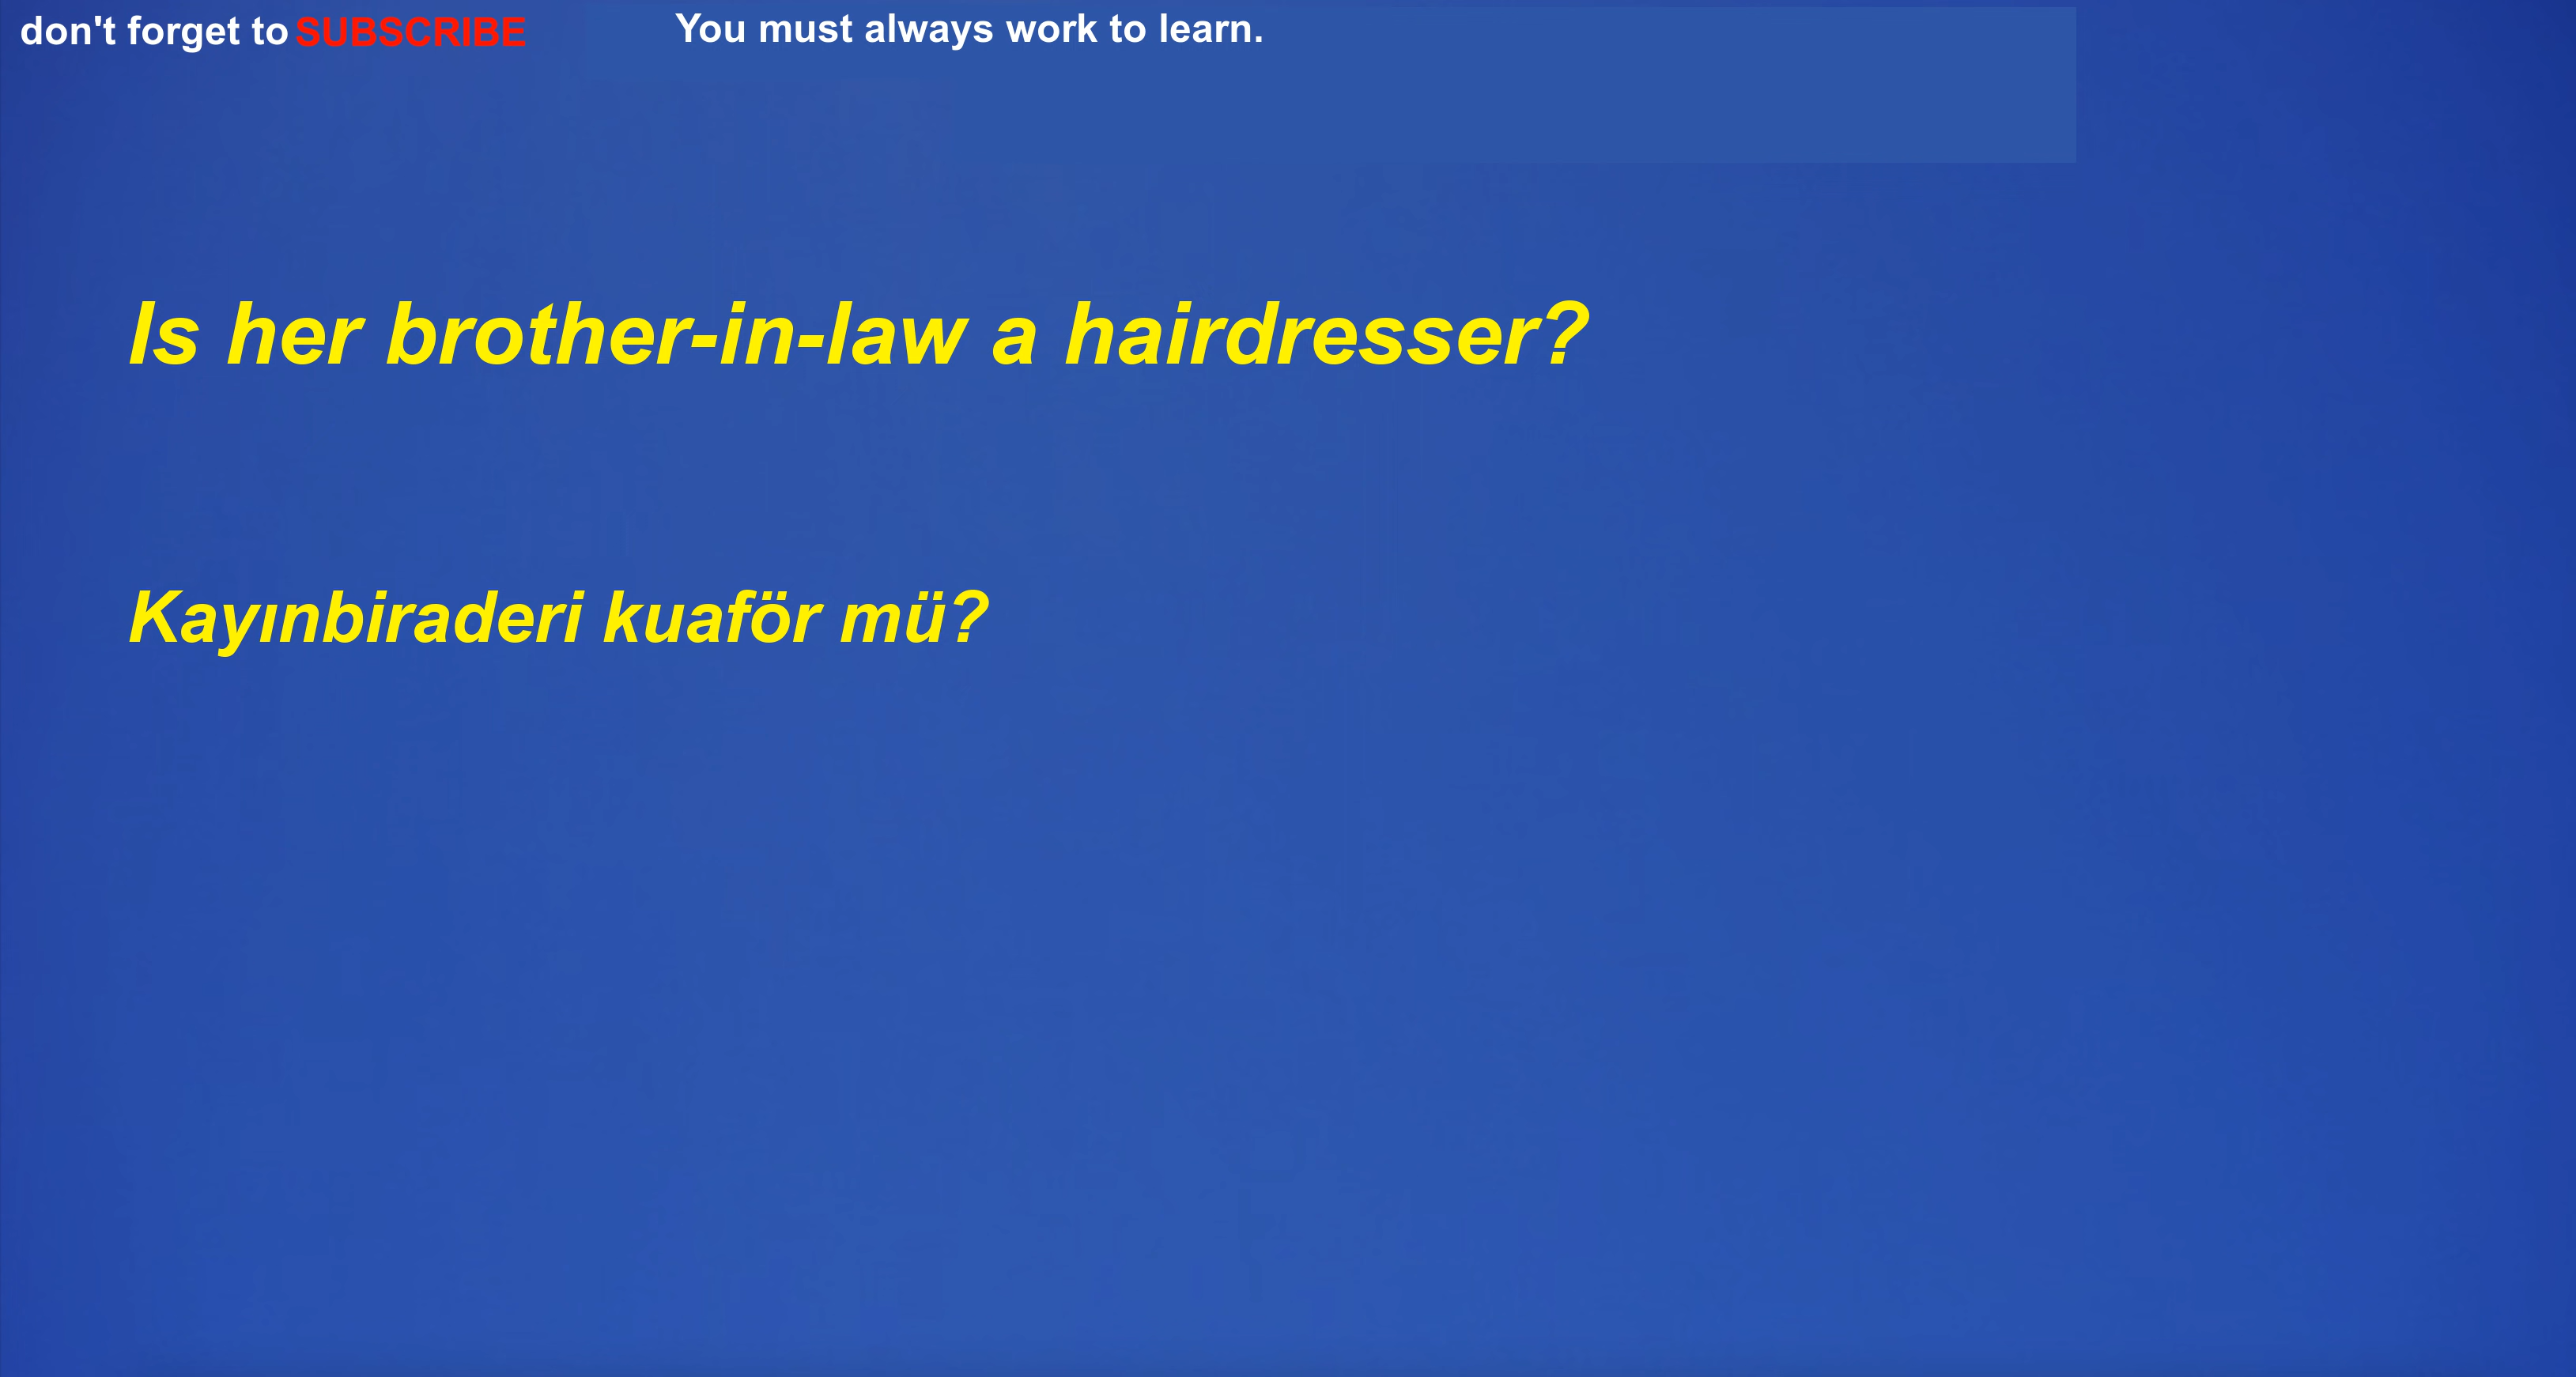 don't forget to SUBSCRIBE You must always work to learn.
Is her brother-in-law a hairdresser?
Kayınbiraderi kuaför mü?